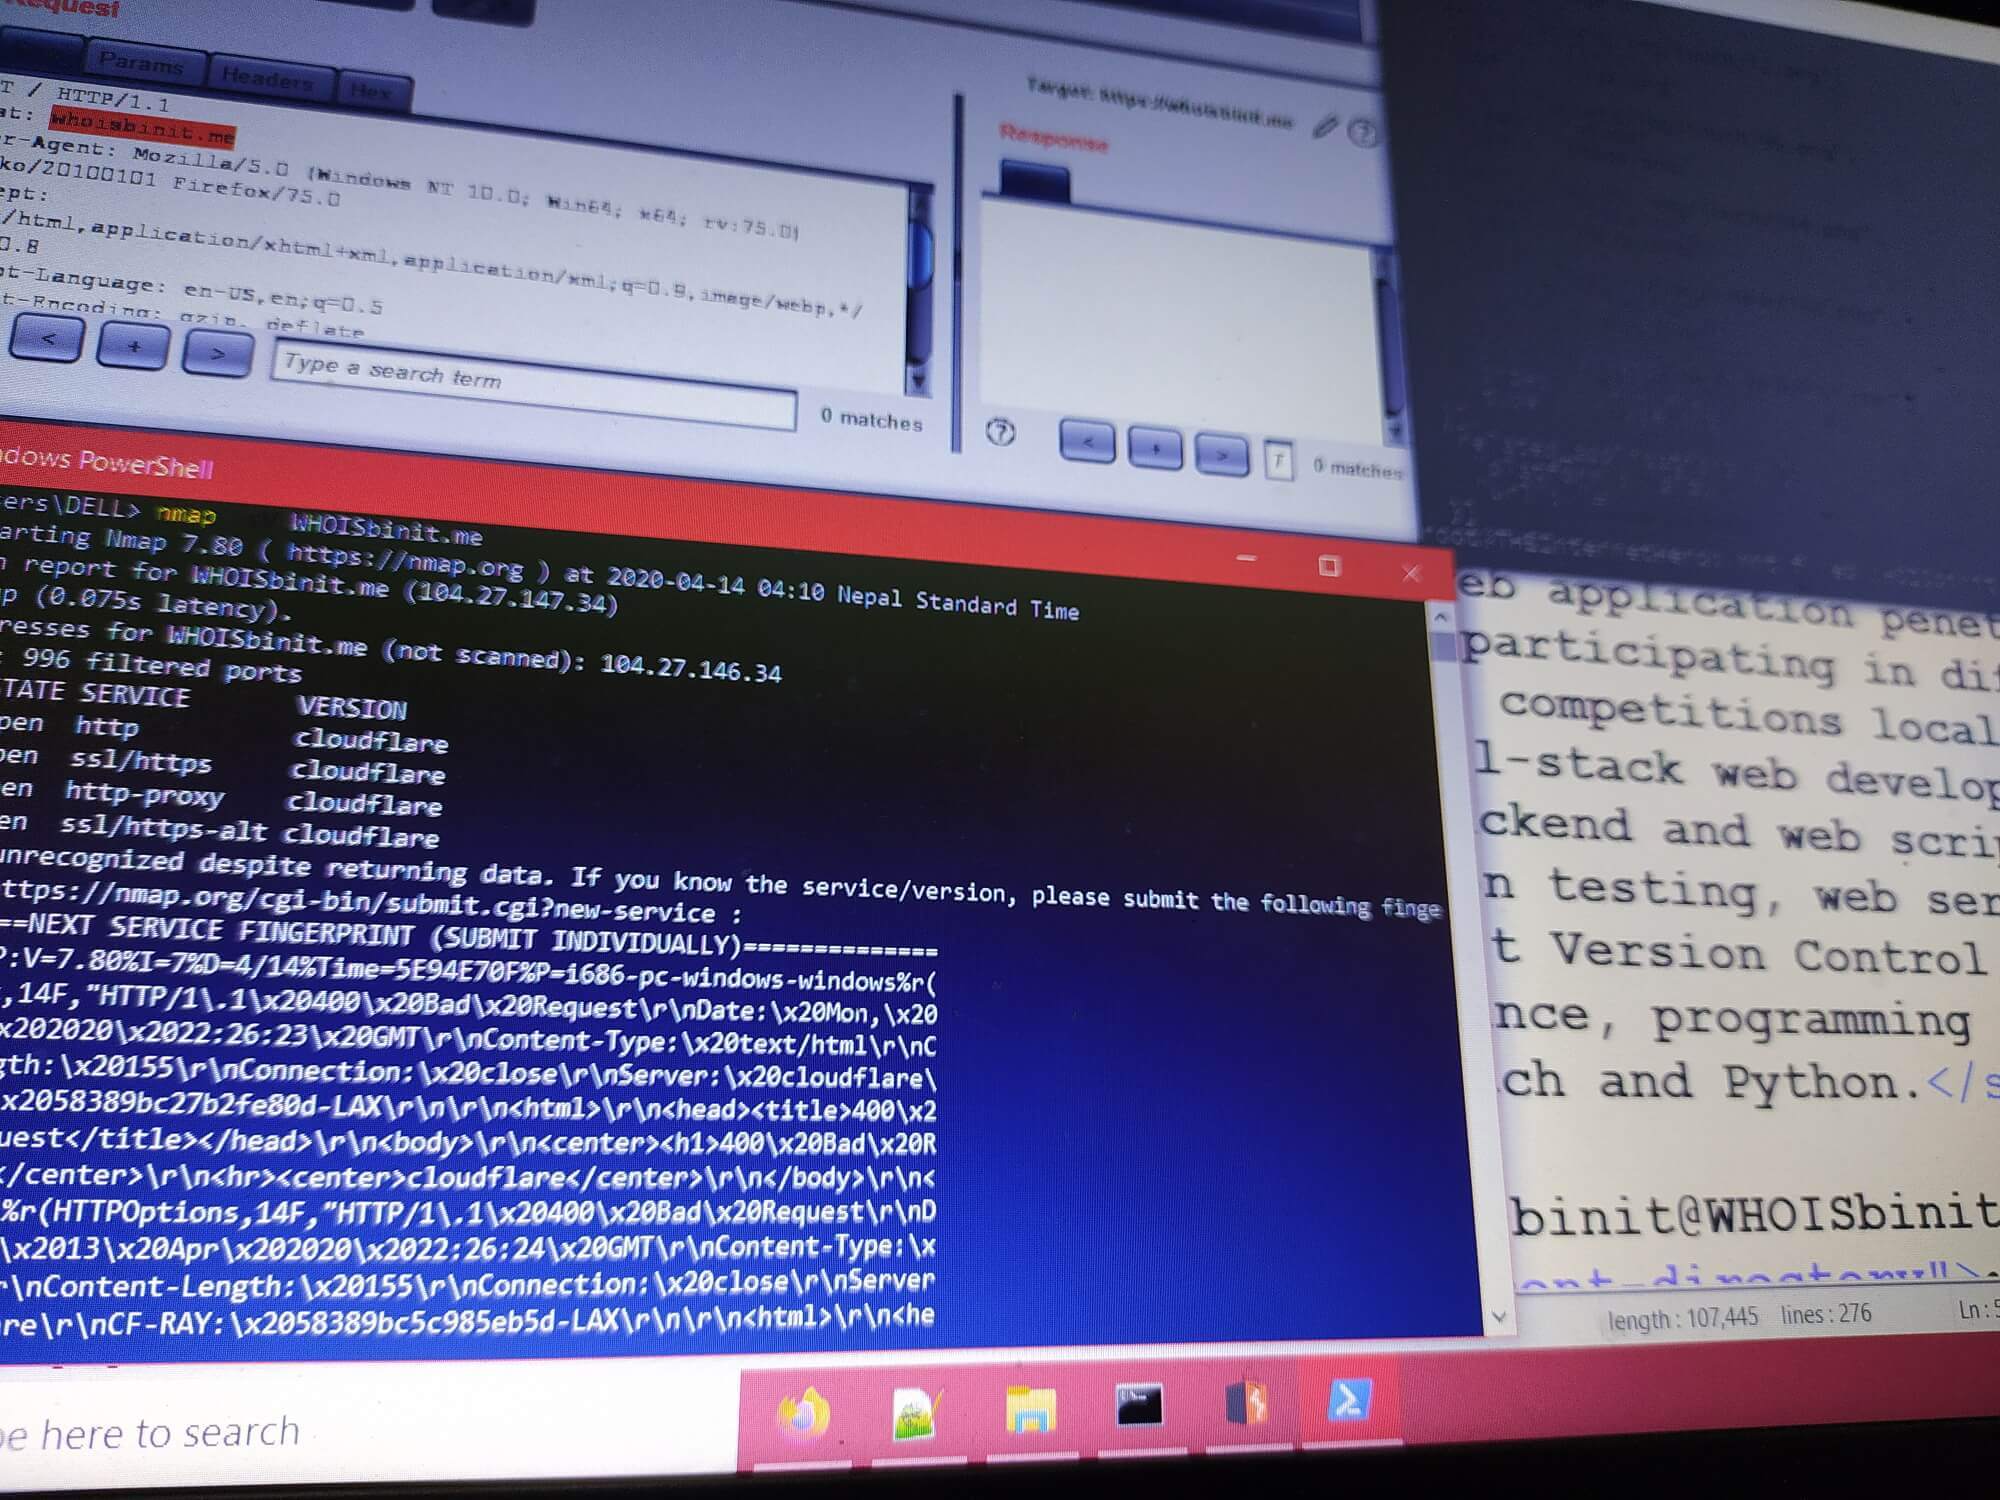 Request
Params Headers Hex
T / HTTP/1.1
st: whoisbinit.me
er-Agent: Mozilla/5.0 (Windows NT 10.0; Win64; x64; rv:75.0)
ko/20100101 Firefox/75.0
ept:
/html,application/xhtml+xml,application/xml;q=0.9,image/webp,*/
0.8
pt-Language: en-US,en;q=0.5
t-Encoding: gzip, deflate
< + >
Type a search term
0 matches
Target: https://whoisbinit.me
Response
< + >
T
0 matches
ndows PowerShell
ers\DELL> nmap WHOISbinit.me
arting Nmap 7.80 ( https://nmap.org ) at 2020-04-14 04:10 Nepal Standard Time
n report for WHOISbinit.me (104.27.147.34)
up (0.075s latency).
resses for WHOISbinit.me (not scanned): 104.27.146.34
: 996 filtered ports
TATE SERVICE VERSION
pen http cloudflare
pen ssl/https cloudflare
en http-proxy cloudflare
en ssl/https-alt cloudflare
unrecognized despite returning data. If you know the service/version, please submit the following finge
ttps://nmap.org/cgi-bin/submit.cgi?new-service :
==NEXT SERVICE FINGERPRINT (SUBMIT INDIVIDUALLY)==============
P:V=7.80%I=7%D=4/14%Time=5E94E70F%P=i686-pc-windows-windows%r(
,14F,"HTTP/1\.1\x20400\x20Bad\x20Request\r\nDate:\x20Mon,\x20
x202020\x2022:26:23\x20GMT\r\nContent-Type:\x20text/html\r\nC
gth:\x20155\r\nConnection:\x20close\r\nServer:\x20cloudflare\
x2058389bc27b2fe80d-LAX\r\n\r\n<html>\r\n<head><title>400\x2
uest</title></head>\r\n<body>\r\n<center><h1>400\x20Bad\x20R
</center>\r\n<hr><center>cloudflare</center>\r\n</body>\r\n<
%r(HTTPOptions,14F,"HTTP/1\.1\x20400\x20Bad\x20Request\r\nD
\x2013\x20Apr\x202020\x2022:26:24\x20GMT\r\nContent-Type:\x
r\nContent-Length:\x20155\r\nConnection:\x20close\r\nServer
re\r\nCF-RAY:\x2058389bc5c985eb5d-LAX\r\n\r\n<html>\r\n<he
eb application penet
participating in dif
competitions local
l-stack web develop
ckend and web scrip
n testing, web ser
t Version Control
nce, programming
ch and Python.</s
binit@WHOISbinit
length : 107,445 lines : 276 Ln : 5
pe here to search